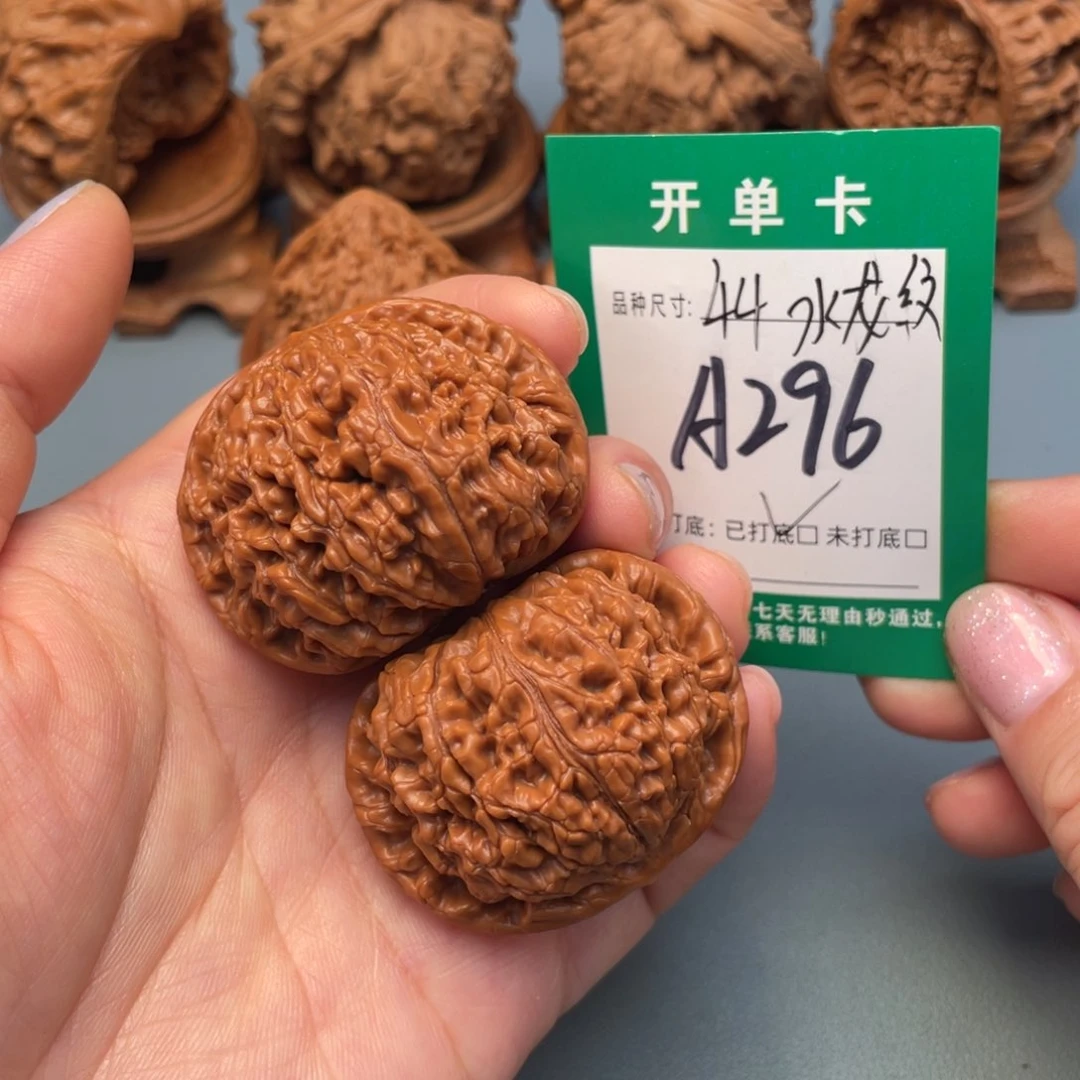 开单卡
品种尺寸: 44 水龙纹
A296
打底: 已打底☐ 未打底☐
七天无理由秒通过,
系客服!